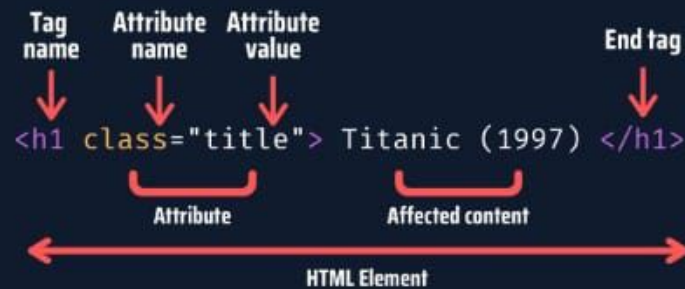 Tag name
Attribute name
Attribute value
End tag
<h1 class="title"> Titanic (1997) </h1>
Attribute
Affected content
HTML Element